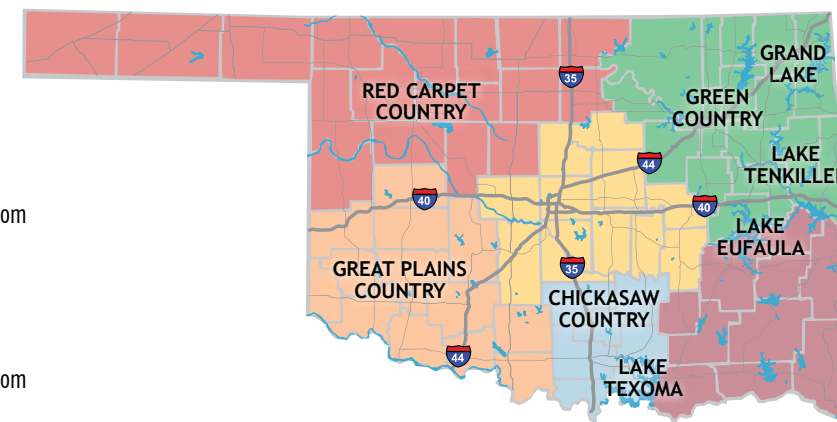 GRAND
LAKE
35
RED CARPET
COUNTRY
GREEN
COUNTRY
44
LAKE
40
40
om
LAKE
EUFAULA
GREAT PLAINS
COUNTRY
35
CHICKASAW
COUNTRY
44
LAKE
TEXOMA
om